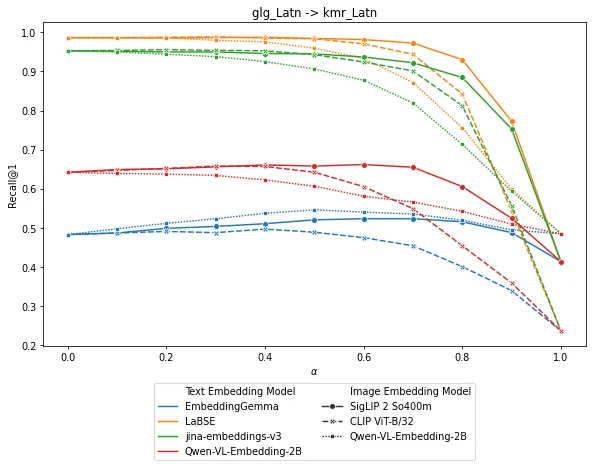 glg_Latn -> kmr_Latn
Recall@1
1.0
0.9
0.8
0.7
0.6
0.5
0.4
0.3
0.2
0.0 0.2 0.4 0.6 0.8 1.0
α
Text Embedding Model Image Embedding Model
EmbeddingGemma SigLIP 2 So400m
LaBSE CLIP ViT-B/32
jina-embeddings-v3 Qwen-VL-Embedding-2B
Qwen-VL-Embedding-2B